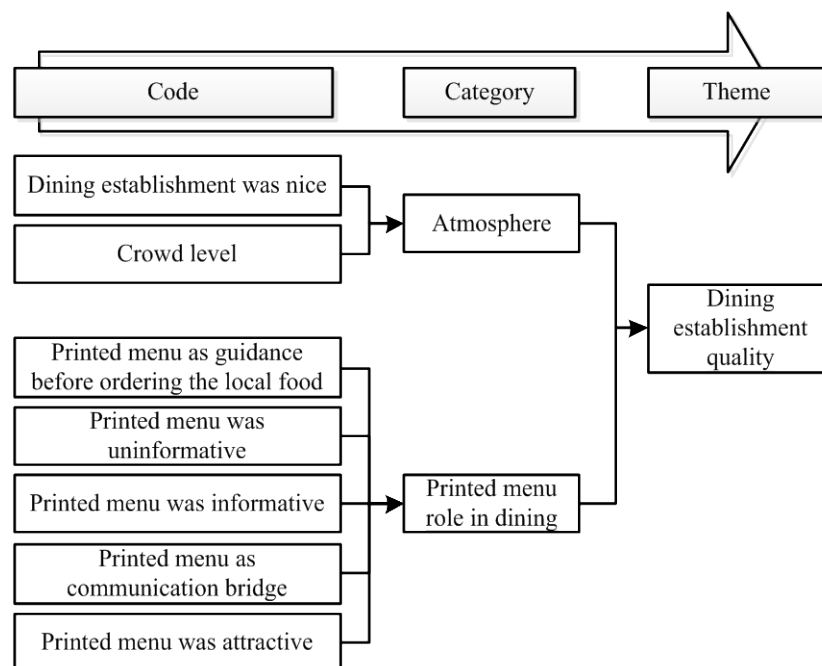 Code
Category
Theme
Dining establishment was nice
Crowd level
Atmosphere
Dining
establishment
quality
Printed menu as guidance
before ordering the local food
Printed menu was
uninformative
Printed menu was informative
Printed menu
role in dining
Printed menu as
communication bridge
Printed menu was attractive